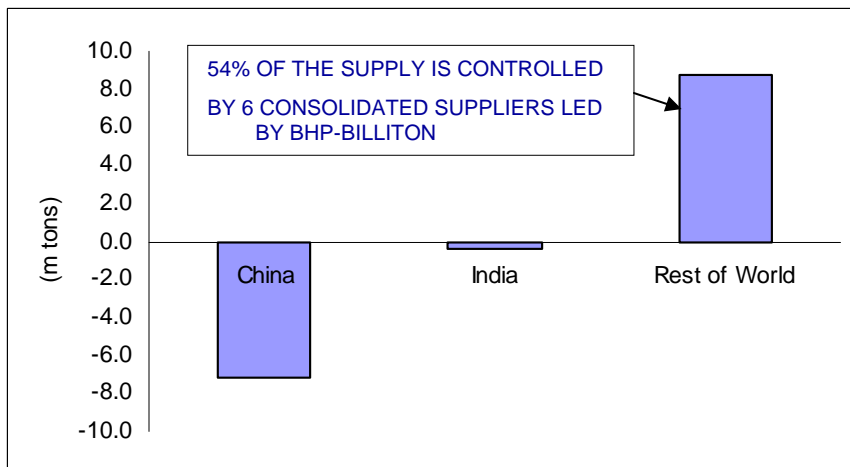 10.0
8.0
6.0
4.0
2.0
0.0
-2.0
-4.0
-6.0
-8.0
-10.0
(m tons)
54% OF THE SUPPLY IS CONTROLLED
BY 6 CONSOLIDATED SUPPLIERS LED
BY BHP-BILLITON
China
India
Rest of World